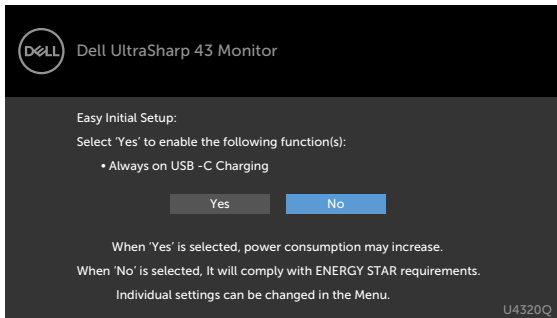 DELL
Dell UltraSharp 43 Monitor
Easy Initial Setup:
Select ‘Yes’ to enable the following function(s):
• Always on USB -C Charging
Yes
No
When ‘Yes’ is selected, power consumption may increase.
When ‘No’ is selected, It will comply with ENERGY STAR requirements.
Individual settings can be changed in the Menu.
U4320Q